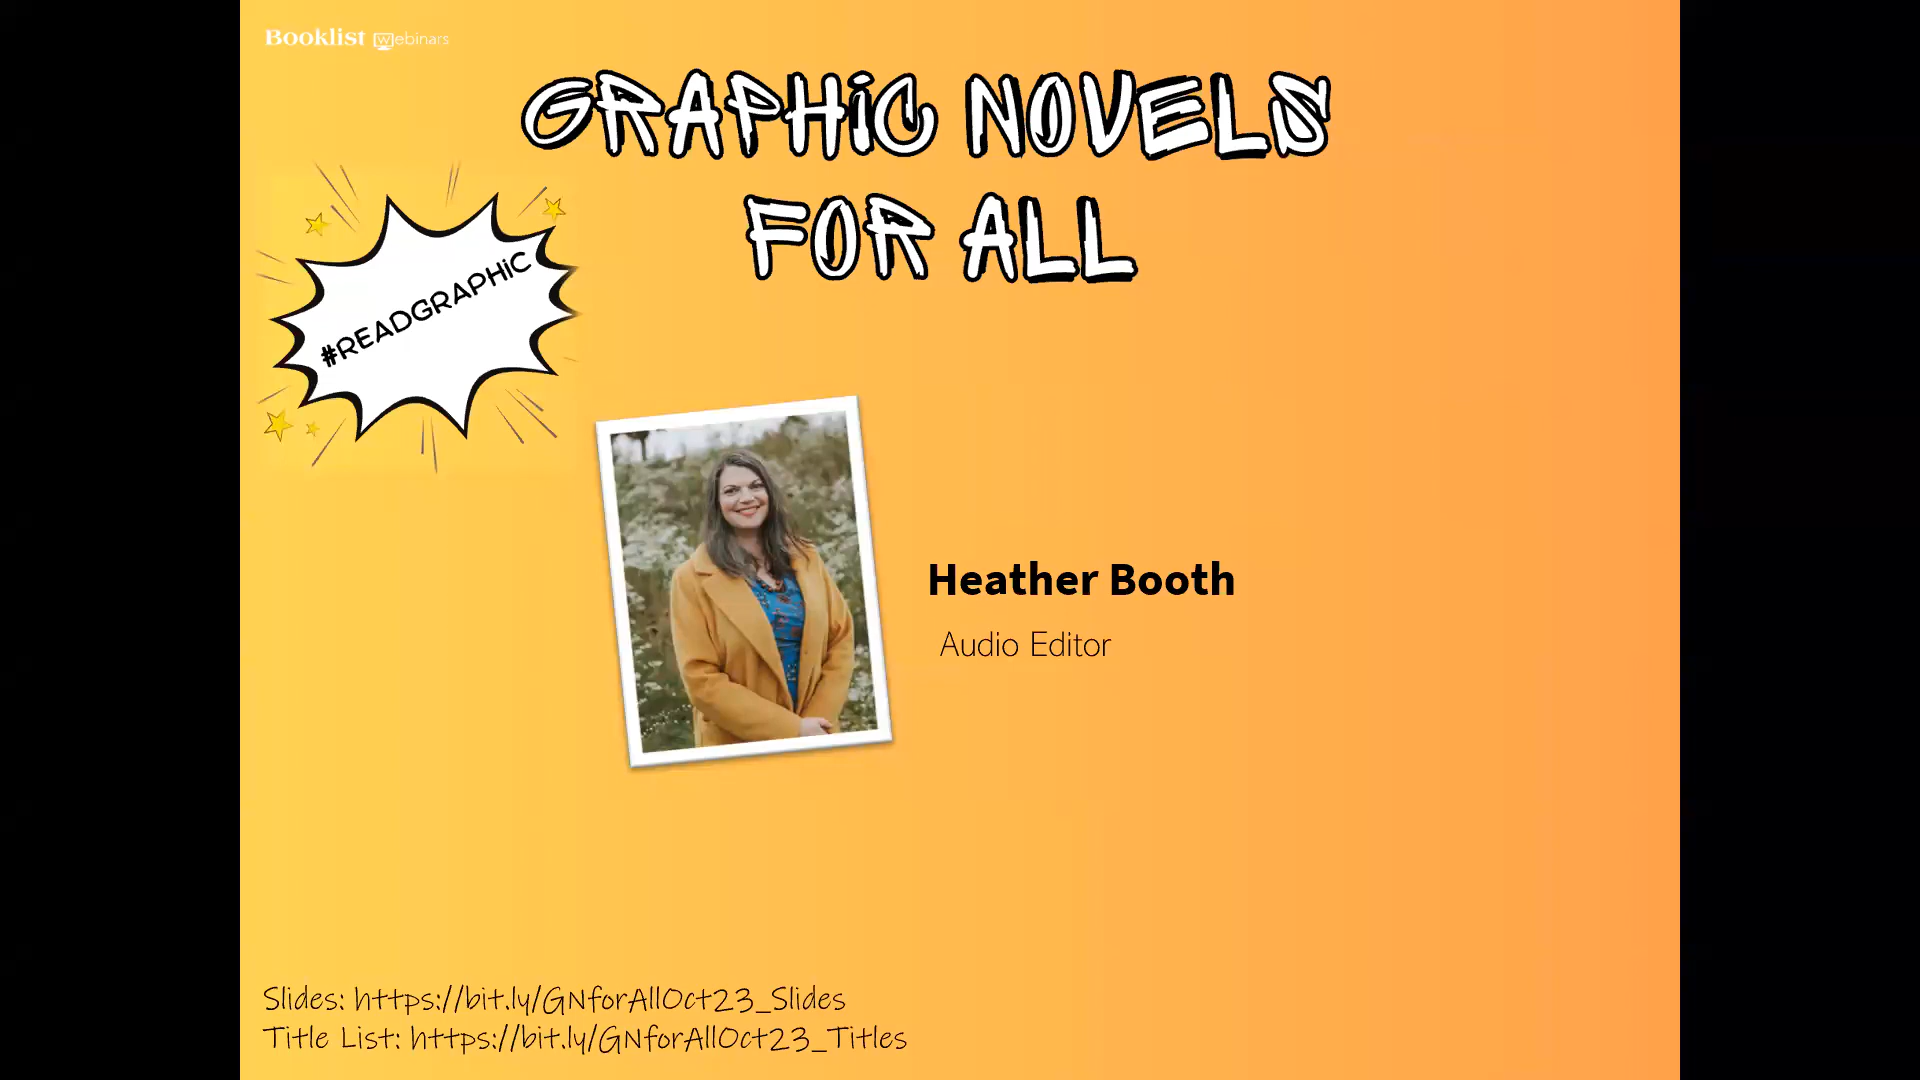 Booklist Webinars
GRAPHIC NOVELS
FOR ALL
#READGRAPHIC
Heather Booth
Audio Editor
Slides: https://bit.ly/GNforAllOct23_Slides
Title List: https://bit.ly/GNforAllOct23_Titles